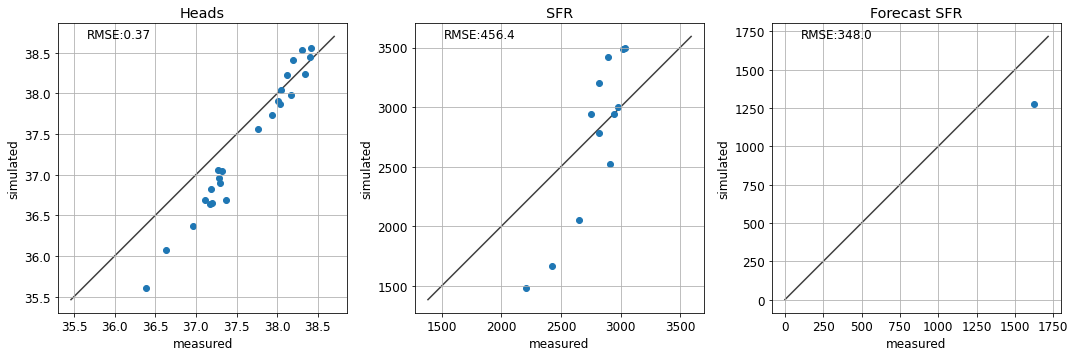 Heads
RMSE:0.37
38.5
38.0
37.5
37.0
36.5
36.0
35.5
simulated
35.5 36.0 36.5 37.0 37.5 38.0 38.5
measured
SFR
RMSE:456.4
3500
3000
2500
2000
1500
simulated
1500 2000 2500 3000 3500
measured
Forecast SFR
RMSE:348.0
1750
1500
1250
1000
750
500
250
0
simulated
0 250 500 750 1000 1250 1500 1750
measured